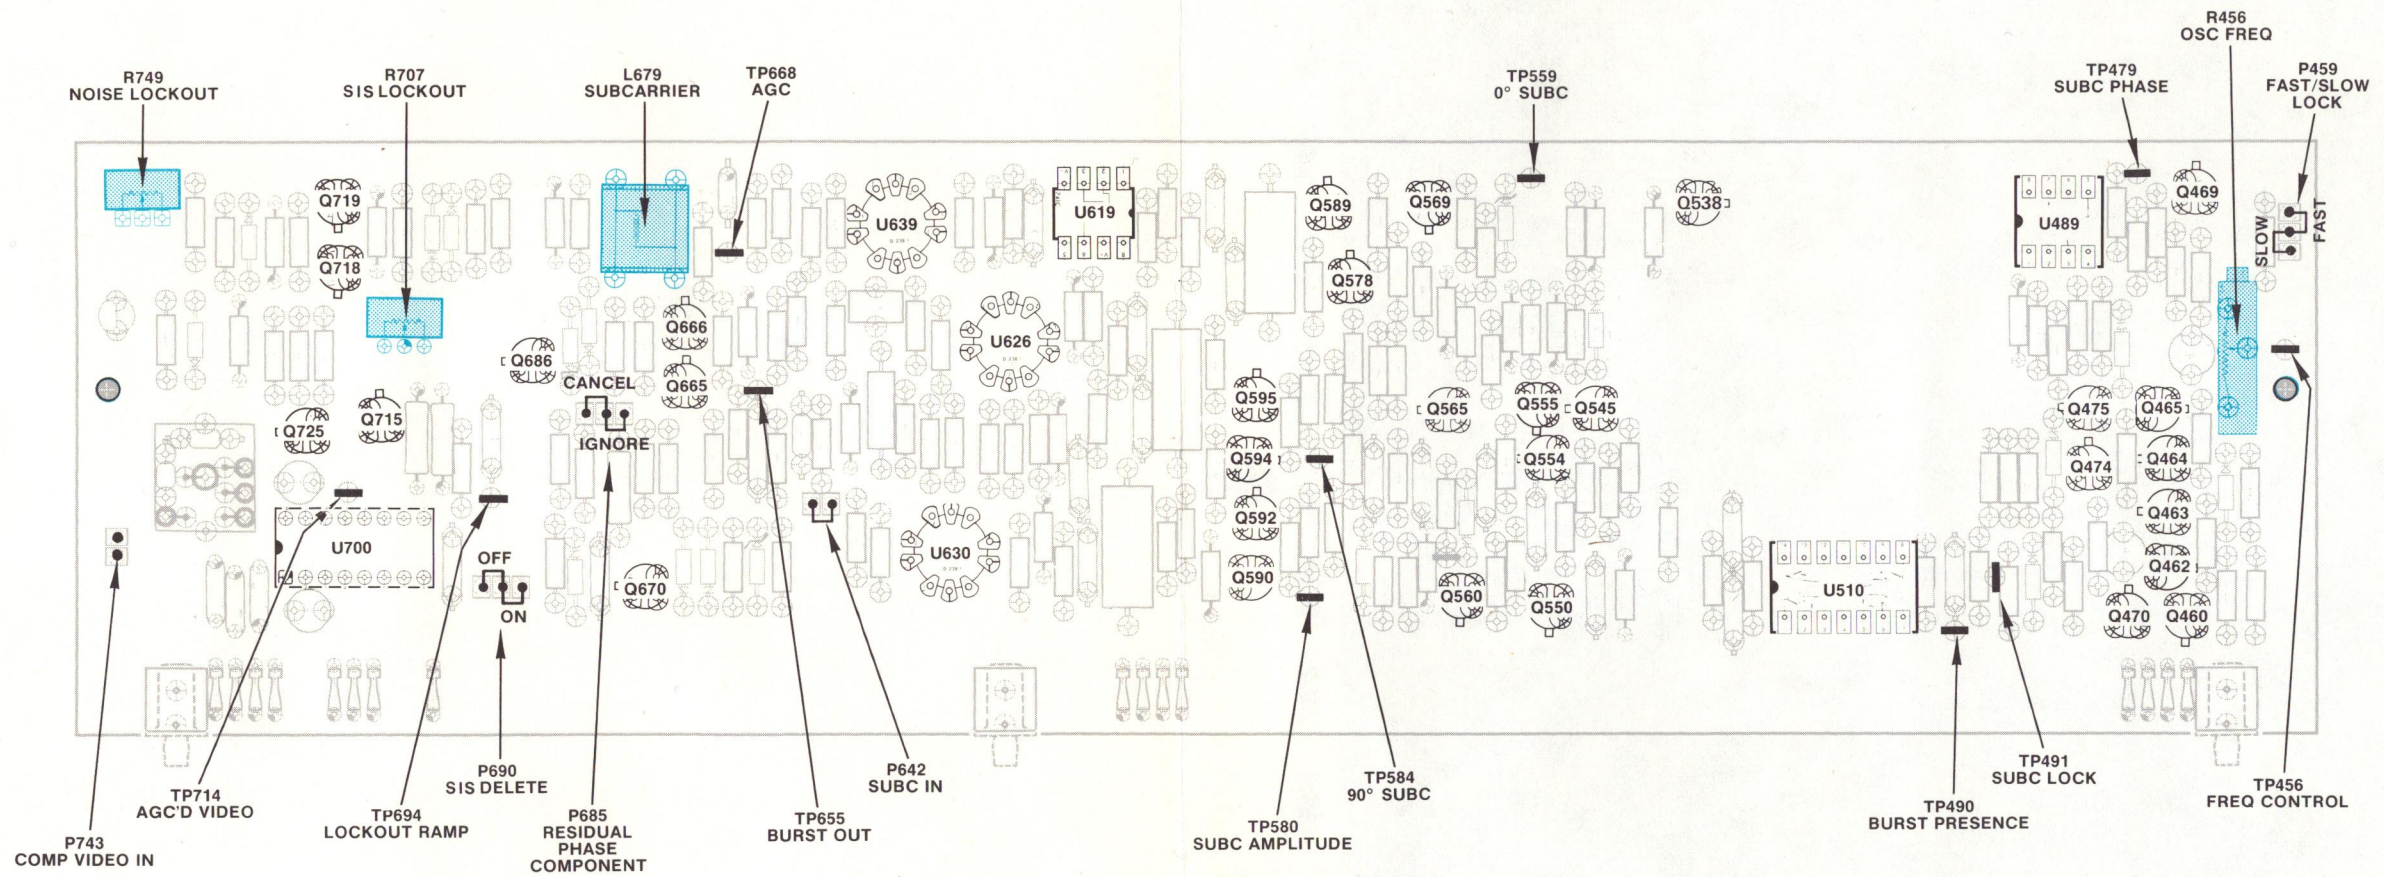 R456
OSC FREQ
R749
NOISE LOCKOUT
R707
SIS LOCKOUT
L679
SUBCARRIER
TP668
AGC
TP559
0° SUBC
TP479
SUBC PHASE
P459
FAST/SLOW
LOCK
Q719
Q718
U639
U619
Q589
Q569
Q538
U489
Q469
SLOW
FAST
Q578
Q686
Q666
Q665
U626
CANCEL
IGNORE
Q725
Q715
Q595
Q594
Q592
Q590
Q565
Q555
Q545
Q554
Q475
Q465
Q474
Q464
Q463
Q462
U700
OFF
ON
Q670
U630
Q560
Q550
U510
Q470
Q460
P743
COMP VIDEO IN
TP714
AGC'D VIDEO
TP694
LOCKOUT RAMP
P690
SIS DELETE
P685
RESIDUAL
PHASE
COMPONENT
TP655
BURST OUT
P642
SUBC IN
TP580
SUBC AMPLITUDE
TP584
90° SUBC
TP490
BURST PRESENCE
TP491
SUBC LOCK
TP456
FREQ CONTROL